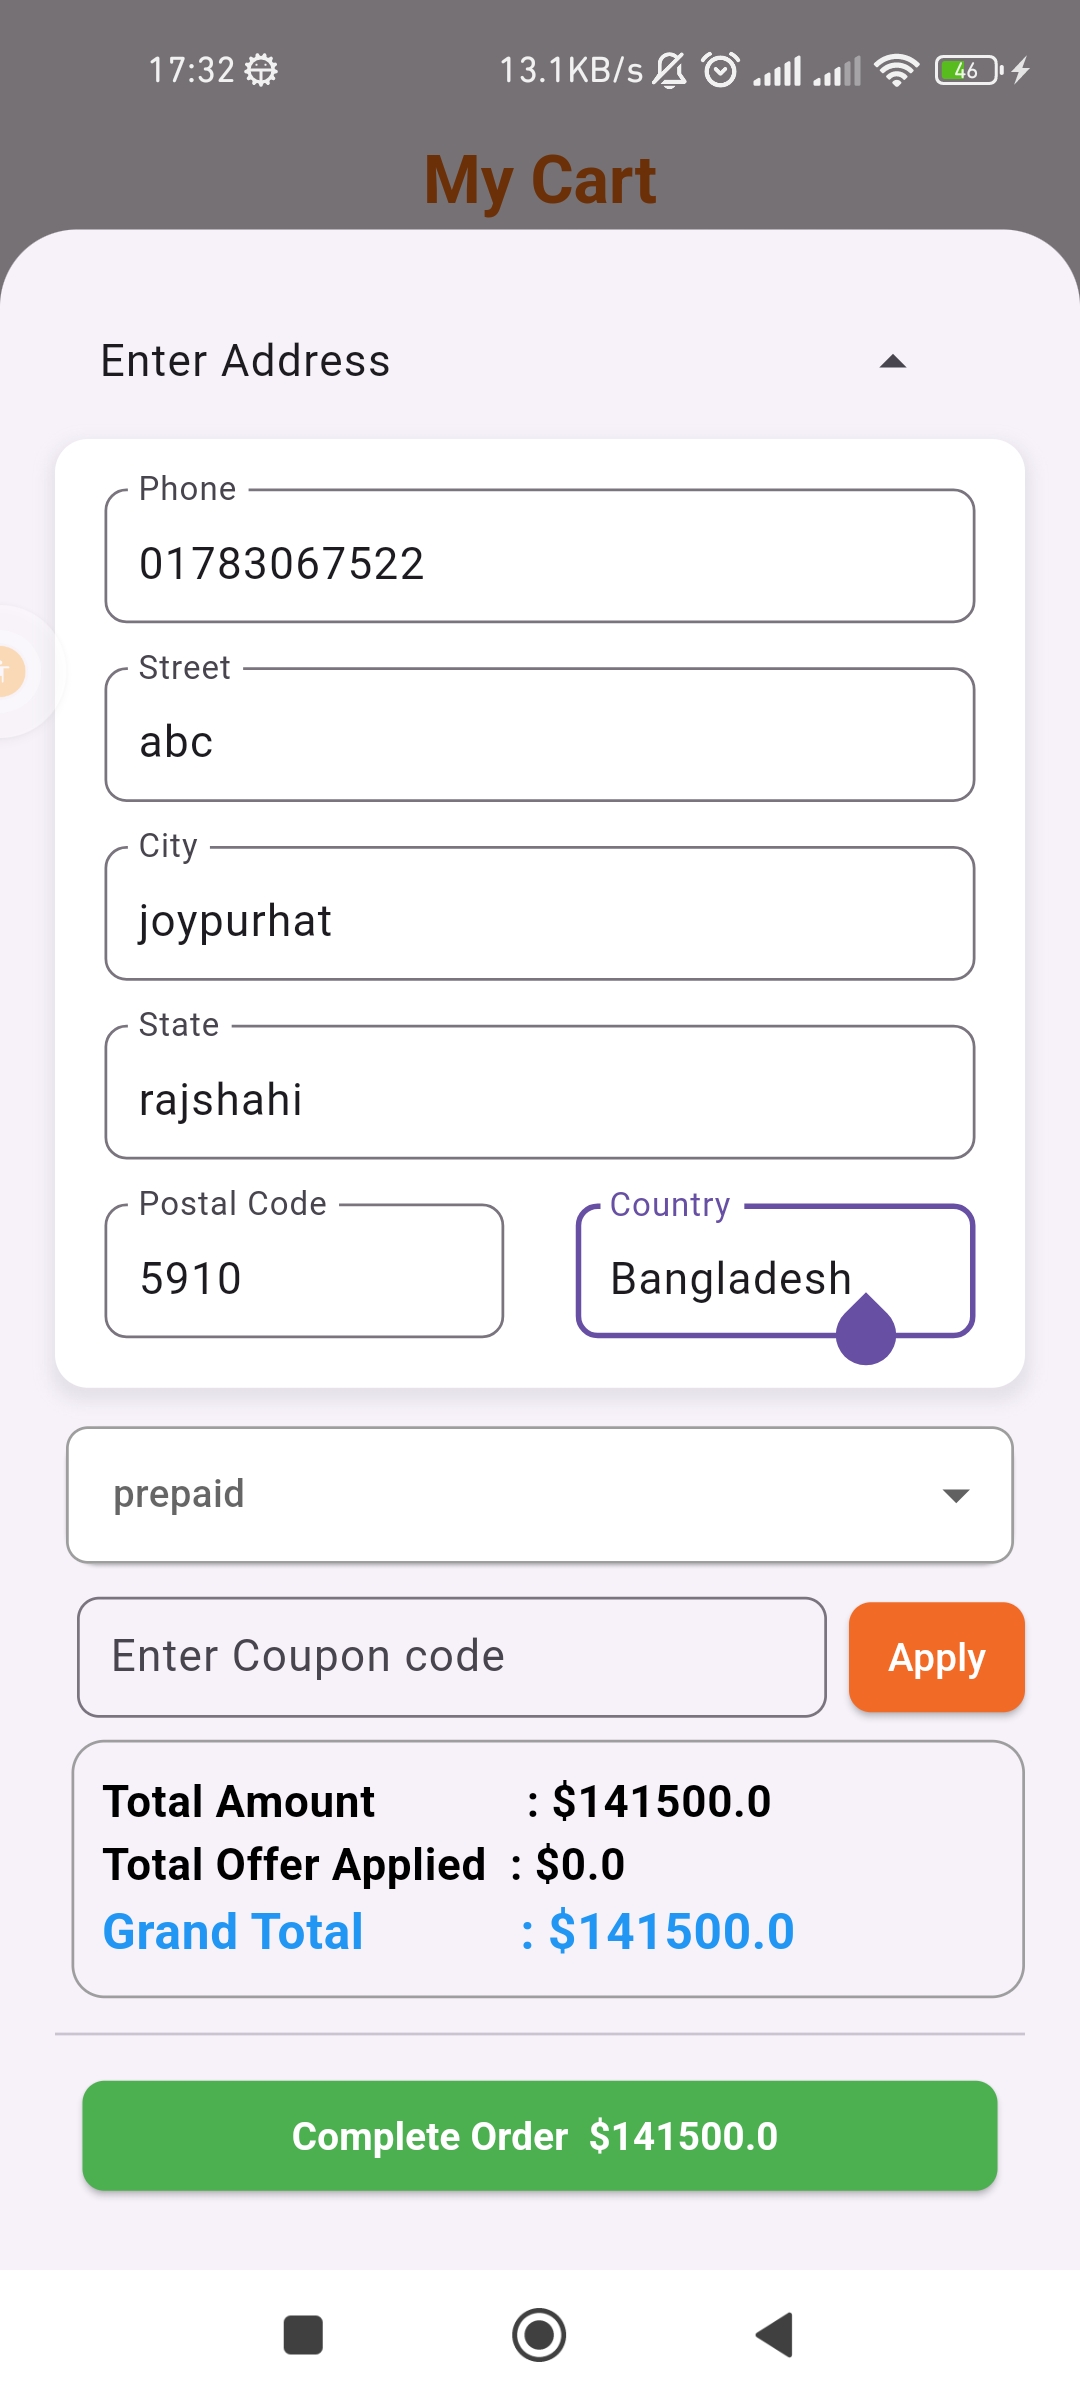 17:32 13.1KB/s 46
My Cart
Enter Address
Phone
01783067522
Street
abc
City
joypurhat
State
rajshahi
Postal Code
5910
Country
Bangladesh
prepaid
Enter Coupon code
Apply
Total Amount : $141500.0
Total Offer Applied : $0.0
Grand Total : $141500.0
Complete Order $141500.0